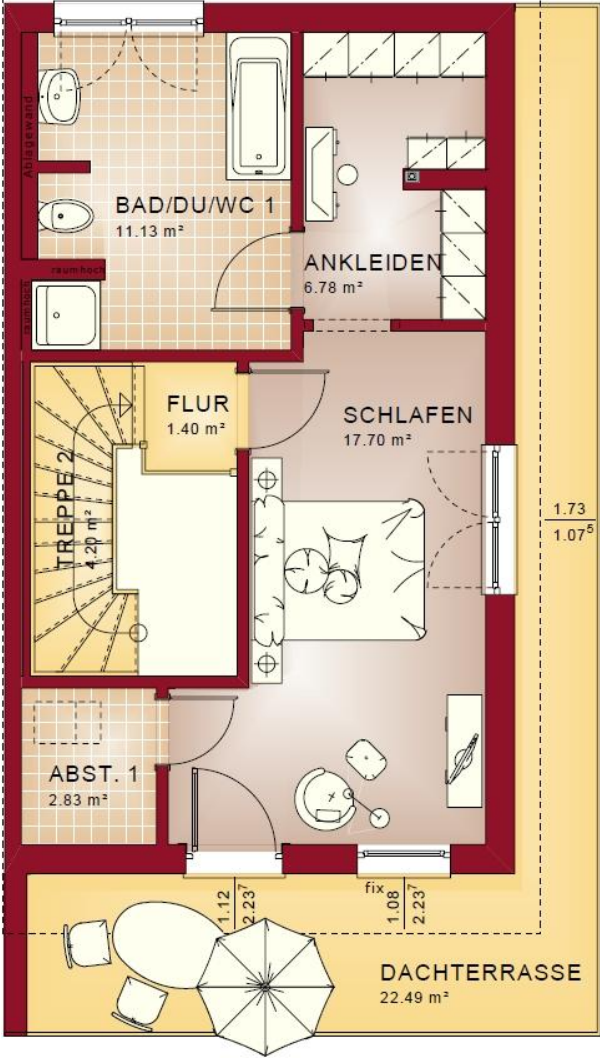 Ablagewand
BAD/DU/WC 1
11.13 m²
ANKLEIDEN
6.78 m²
raumhoch
raumhoch
FLUR
1.40 m²
SCHLAFEN
17.70 m²
TREPPE 2
4.20 m²
1.73
1.07⁵
ABST. 1
2.83 m²
1.12
2.23⁷
fix
1.08
2.23⁷
DACHTERRASSE
22.49 m²